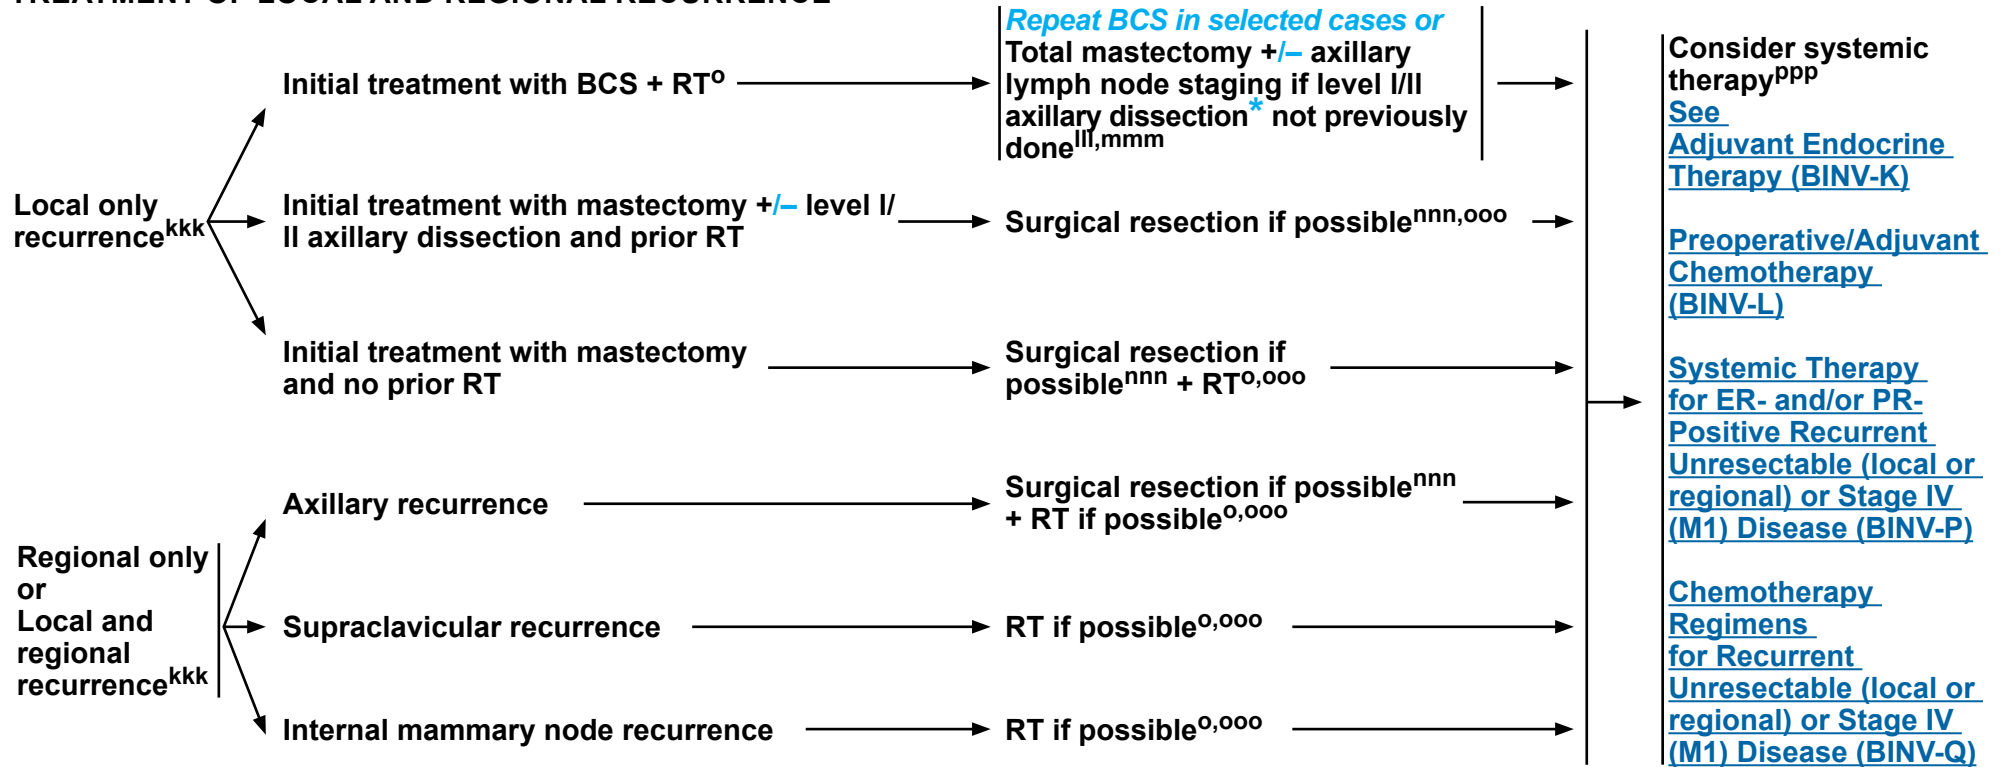 TREATMENT OF LOCAL AND REGIONAL RECURRENCE
Local only
recurrencekkk
Initial treatment with BCS + RTo
Repeat BCS in selected cases or
Total mastectomy +/– axillary
lymph node staging if level I/II
axillary dissection* not previously
donelll,mmm
Initial treatment with mastectomy +/– level I/
II axillary dissection and prior RT
Surgical resection if possiblennn,ooo
Initial treatment with mastectomy
and no prior RT
Surgical resection if
possiblennn + RTo,ooo
Regional only
or
Local and
regional
recurrencekkk
Axillary recurrence
Surgical resection if possiblennn
+ RT if possibleo,ooo
Supraclavicular recurrence
RT if possibleo,ooo
Internal mammary node recurrence
RT if possibleo,ooo
Consider systemic
therapyppp
See
Adjuvant Endocrine
Therapy (BINV-K)
Preoperative/Adjuvant
Chemotherapy
(BINV-L)
Systemic Therapy
for ER- and/or PR-
Positive Recurrent
Unresectable (local or
regional) or Stage IV
(M1) Disease (BINV-P)
Chemotherapy
Regimens
for Recurrent
Unresectable (local or
regional) or Stage IV
(M1) Disease (BINV-Q)